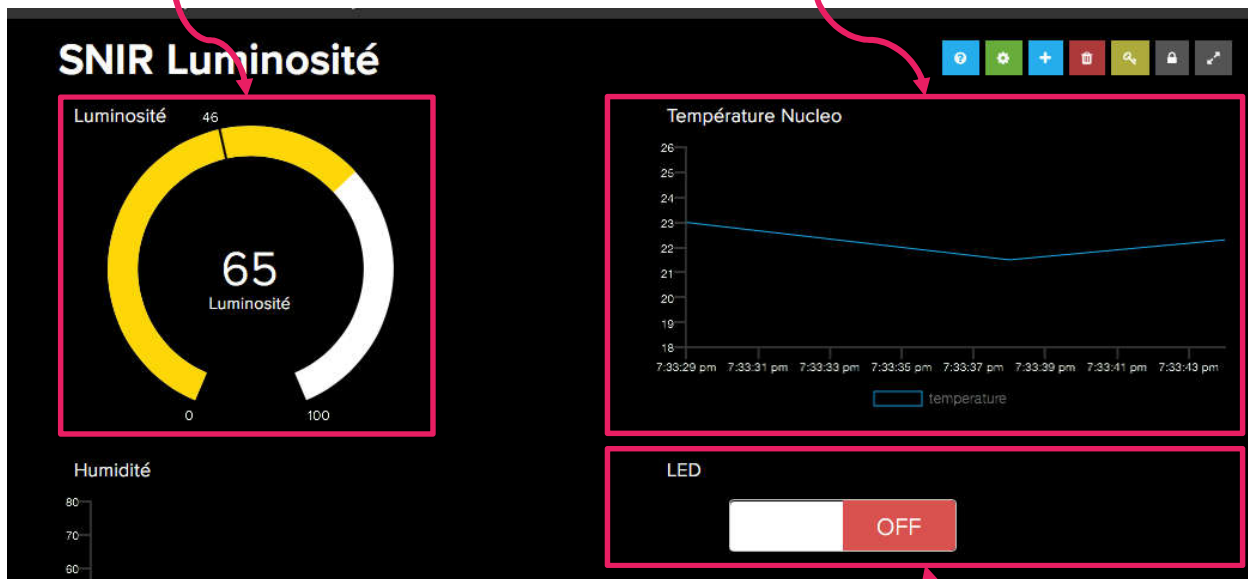 SNIR Luminosité
Luminosité
46
65
Luminosité
0
100
Température Nucleo
26
25
24
23
22
21
20
19
18
7:33:29 pm 7:33:31 pm 7:33:33 pm 7:33:35 pm 7:33:37 pm 7:33:39 pm 7:33:41 pm 7:33:43 pm
temperature
Humidité
80
70
60
LED
OFF